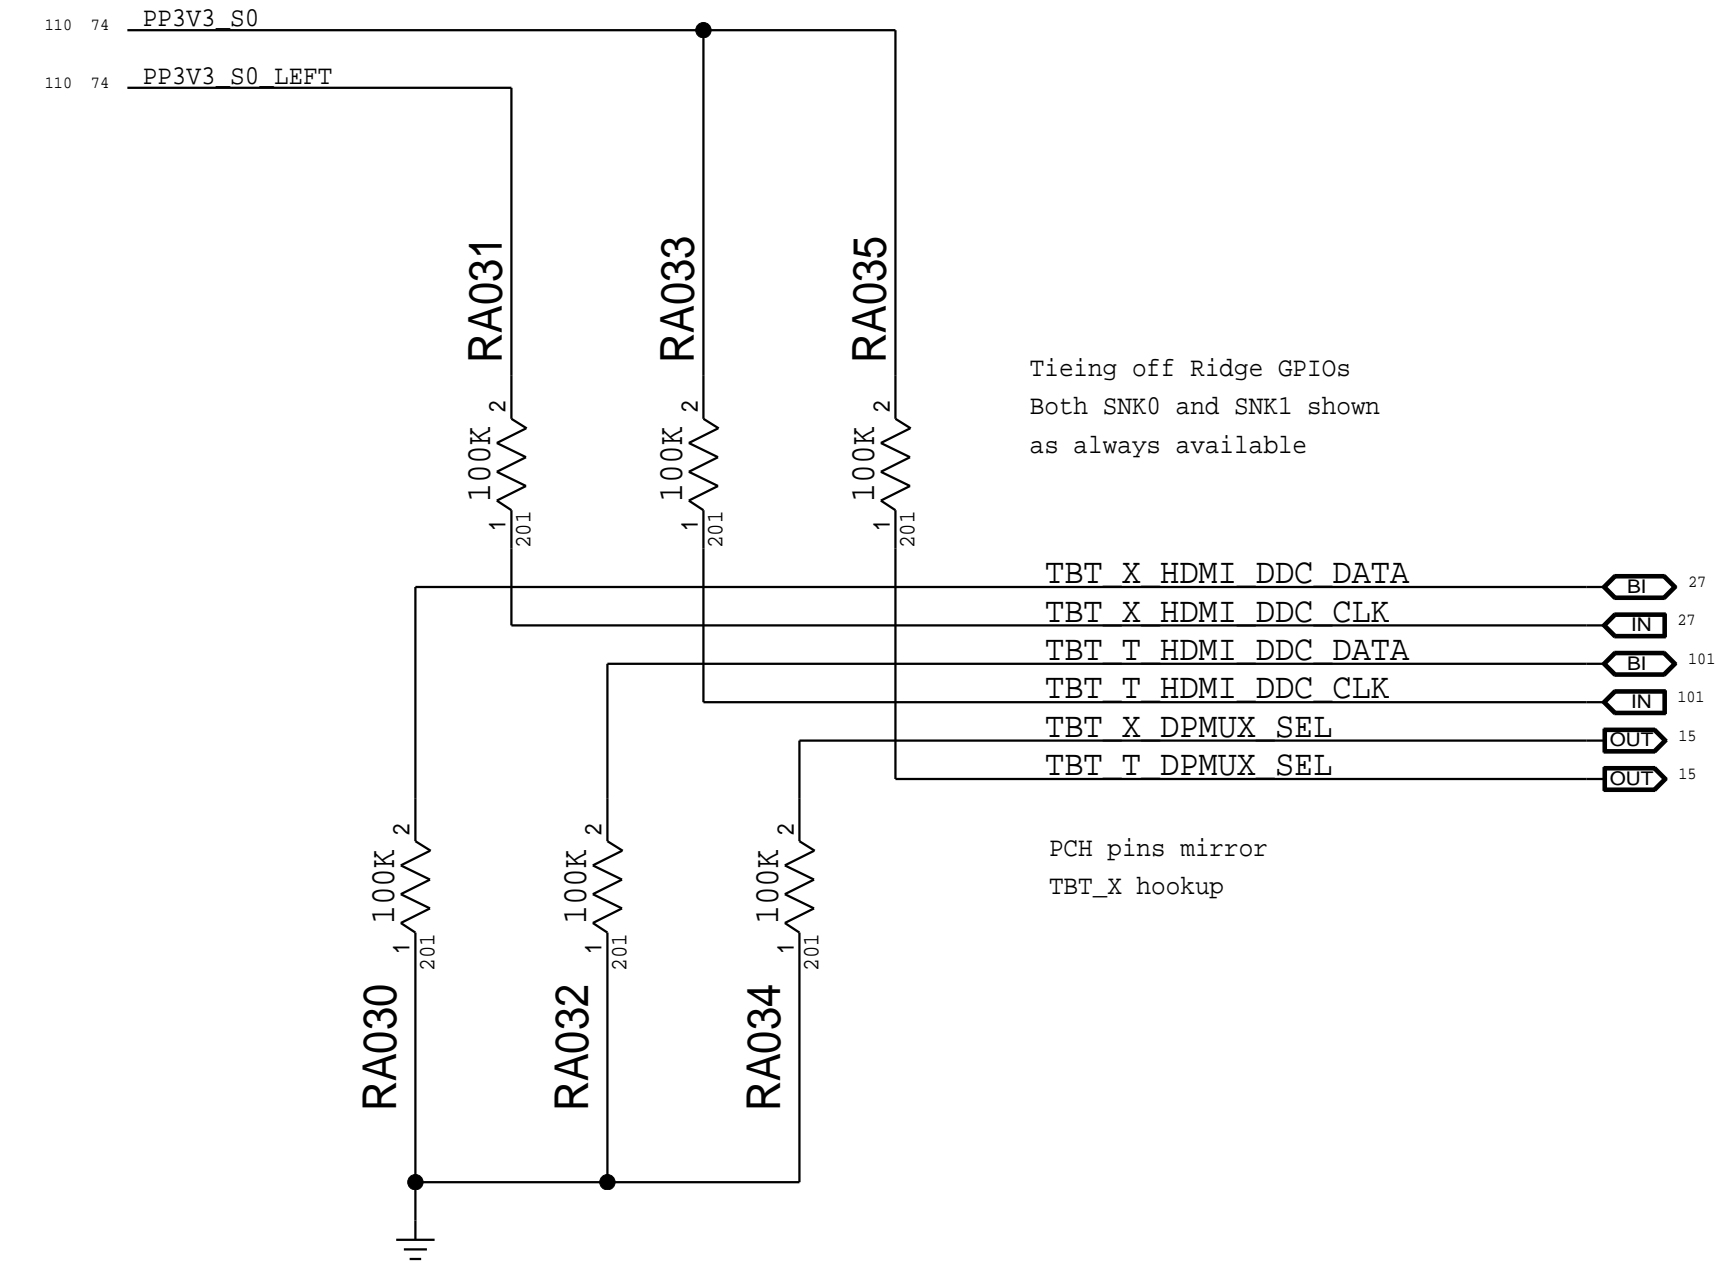 110 74 PP3V3_S0
110 74 PP3V3_S0_LEFT
RA031
RA033
RA035
2
2
2
100K
100K
100K
1
1
1
201
201
201
Tieing off Ridge GPIOs
Both SNK0 and SNK1 shown
as always available
TBT_X_HDMI_DDC_DATA BI 27
TBT_X_HDMI_DDC_CLK IN 27
TBT_T_HDMI_DDC_DATA BI 101
TBT_T_HDMI_DDC_CLK IN 101
TBT_X_DPMUX_SEL OUT 15
TBT_T_DPMUX_SEL OUT 15
PCH pins mirror
TBT_X hookup
2
2
2
100K
100K
100K
1
1
1
201
201
201
RA030
RA032
RA034